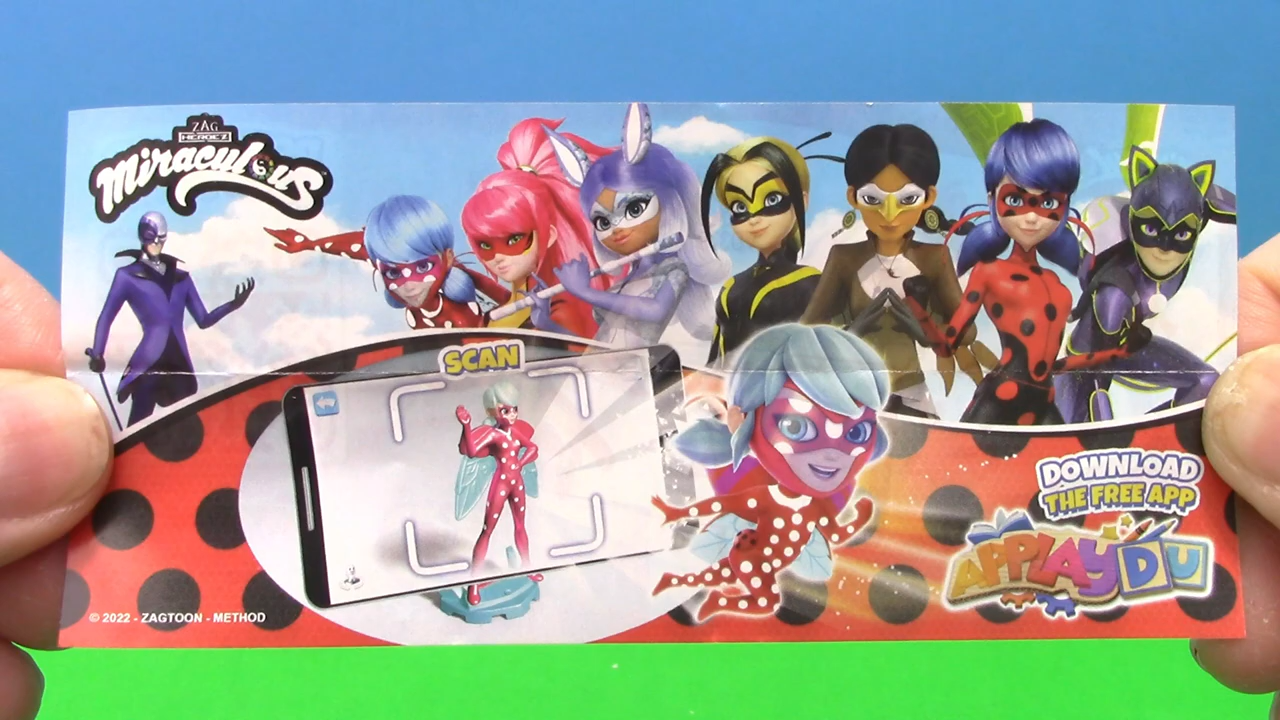 ZAG
HEROEZ
Miraculous
SCAN
DOWNLOAD
THE FREE APP
APPLAYDU
© 2022 - ZAGTOON - METHOD